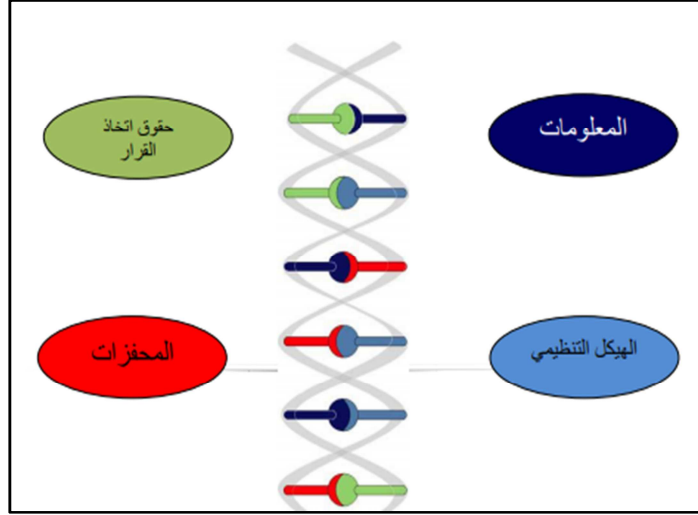 المعلومات
حقوق اتخاذ
القرار
الهيكل التنظيمي
المحفزات